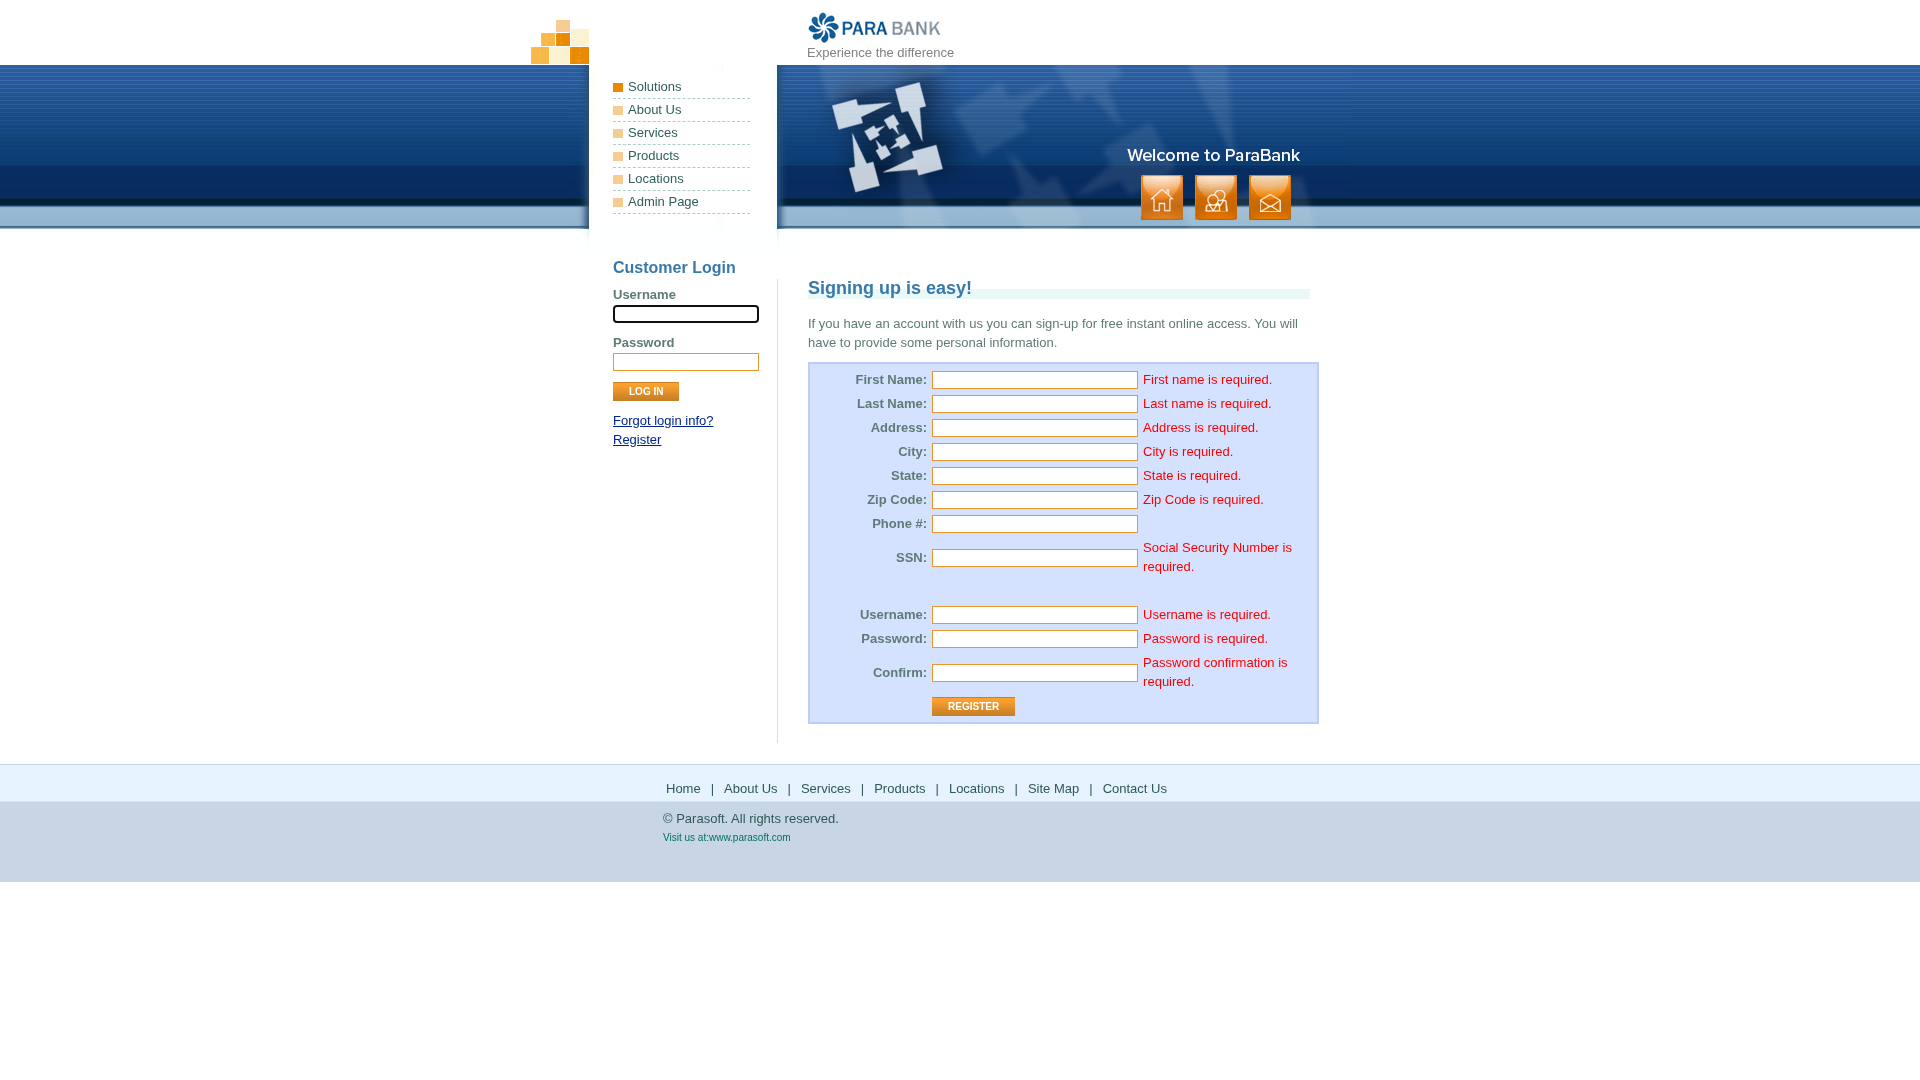 PARA BANK
Experience the difference
Solutions
About Us
Services
Products
Locations
Admin Page
Welcome to ParaBank
Customer Login
Username
Password
LOG IN
Forgot login info?
Register
Signing up is easy!
If you have an account with us you can sign-up for free instant online access. You will
have to provide some personal information.
First Name: First name is required.
Last Name: Last name is required.
Address: Address is required.
City: City is required.
State: State is required.
Zip Code: Zip Code is required.
Phone #:
SSN: Social Security Number is
required.
Username: Username is required.
Password: Password is required.
Confirm: Password confirmation is
required.
REGISTER
Home | About Us | Services | Products | Locations | Site Map | Contact Us
© Parasoft. All rights reserved.
Visit us at:www.parasoft.com